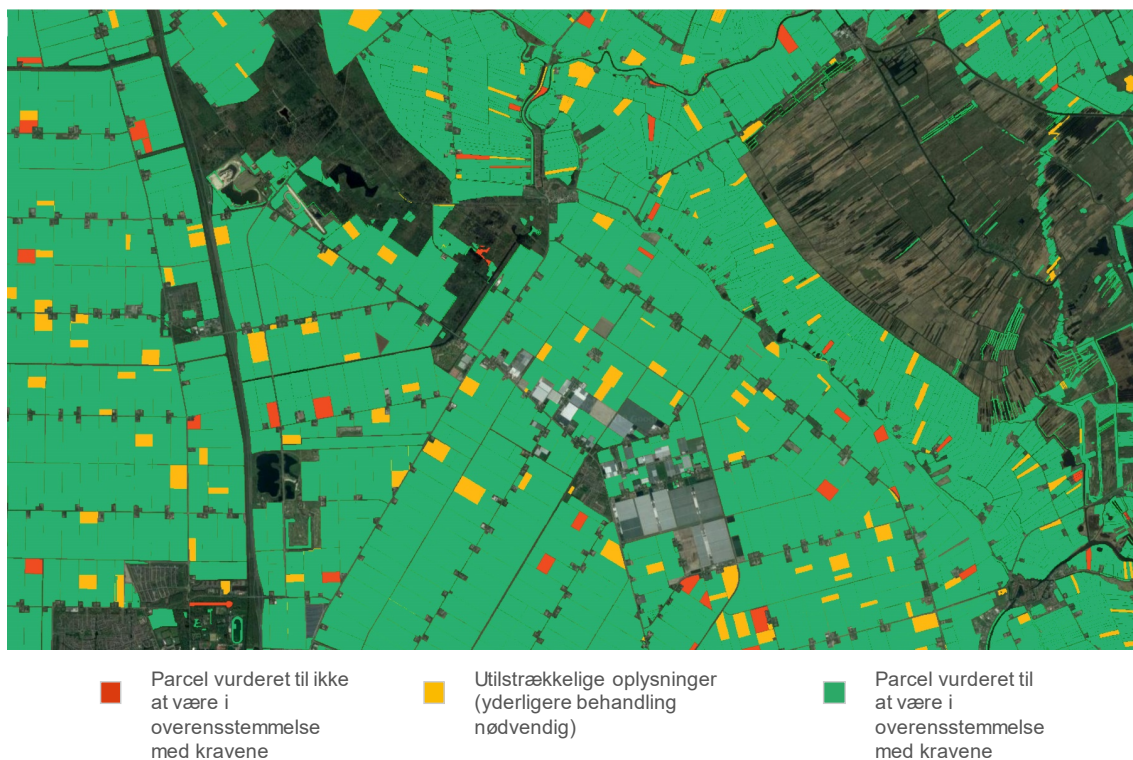 Parcel vurderet til ikke
at være i
overensstemmelse
med kravene
Utilstrækkelige oplysninger
(yderligere behandling
nødvendig)
Parcel vurderet til
at være i
overensstemmelse
med kravene